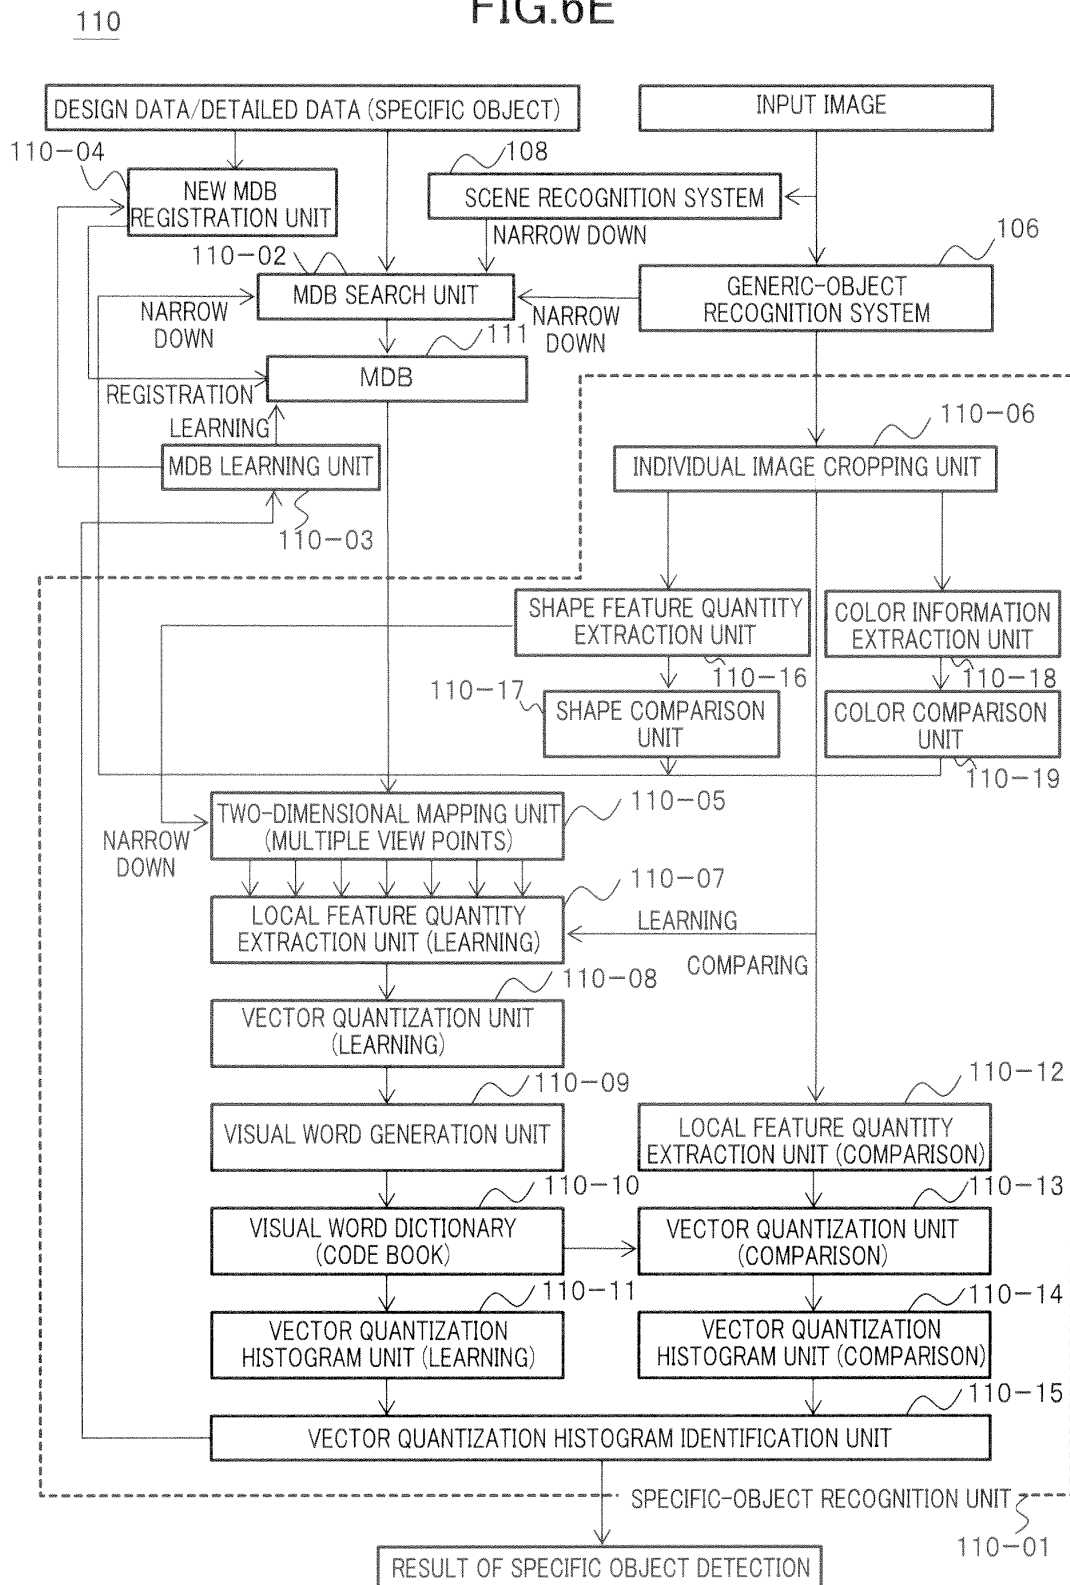 FIG.6E
110
DESIGN DATA/DETAILED DATA (SPECIFIC OBJECT)
INPUT IMAGE
110-04
108
NEW MDB
REGISTRATION UNIT
SCENE RECOGNITION SYSTEM
NARROW DOWN
106
110-02
MDB SEARCH UNIT
GENERIC-OBJECT
RECOGNITION SYSTEM
NARROW
DOWN
NARROW
DOWN
111
MDB
REGISTRATION
LEARNING
110-06
MDB LEARNING UNIT
INDIVIDUAL IMAGE CROPPING UNIT
110-03
SHAPE FEATURE QUANTITY
EXTRACTION UNIT
COLOR INFORMATION
EXTRACTION UNIT
110-16
110-18
110-17
SHAPE COMPARISON
UNIT
COLOR COMPARISON
UNIT
110-19
110-05
TWO-DIMENSIONAL MAPPING UNIT
(MULTIPLE VIEW POINTS)
NARROW
DOWN
110-07
LOCAL FEATURE QUANTITY
EXTRACTION UNIT (LEARNING)
LEARNING
COMPARING
110-08
VECTOR QUANTIZATION UNIT
(LEARNING)
110-09
110-12
VISUAL WORD GENERATION UNIT
LOCAL FEATURE QUANTITY
EXTRACTION UNIT (COMPARISON)
110-10
110-13
VISUAL WORD DICTIONARY
(CODE BOOK)
VECTOR QUANTIZATION UNIT
(COMPARISON)
110-11
110-14
VECTOR QUANTIZATION
HISTOGRAM UNIT (LEARNING)
VECTOR QUANTIZATION
HISTOGRAM UNIT (COMPARISON)
110-15
VECTOR QUANTIZATION HISTOGRAM IDENTIFICATION UNIT
SPECIFIC-OBJECT RECOGNITION UNIT
110-01
RESULT OF SPECIFIC OBJECT DETECTION